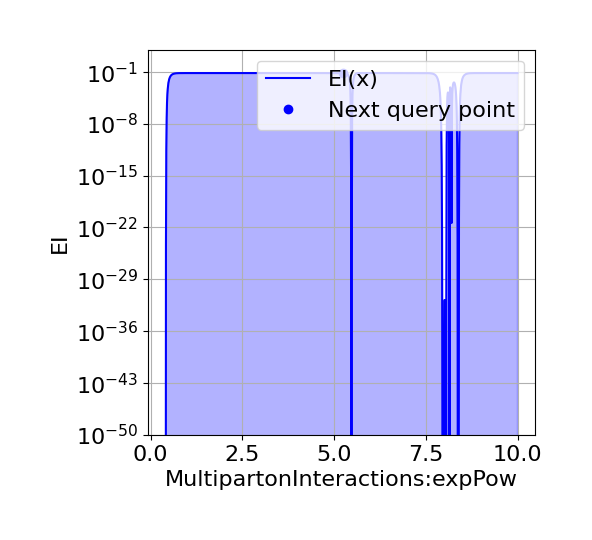 10⁻¹
10⁻⁸
10⁻¹⁵
10⁻²²
10⁻²⁹
10⁻³⁶
10⁻⁴³
10⁻⁵⁰
EI
EI(x)
Next query point
0.0 2.5 5.0 7.5 10.0
MultipartonInteractions:expPow